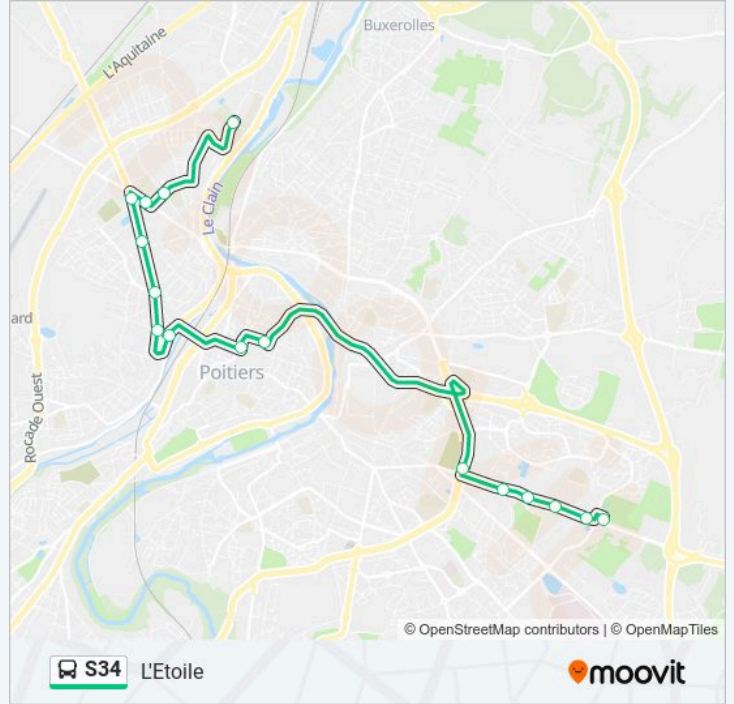 Buxerolles
L'Aquitaine
Le Clain
ard
Poitiers
Rocade Ouest
© OpenStreetMap contributors | © OpenMapTiles
S34 L'Etoile
moovit